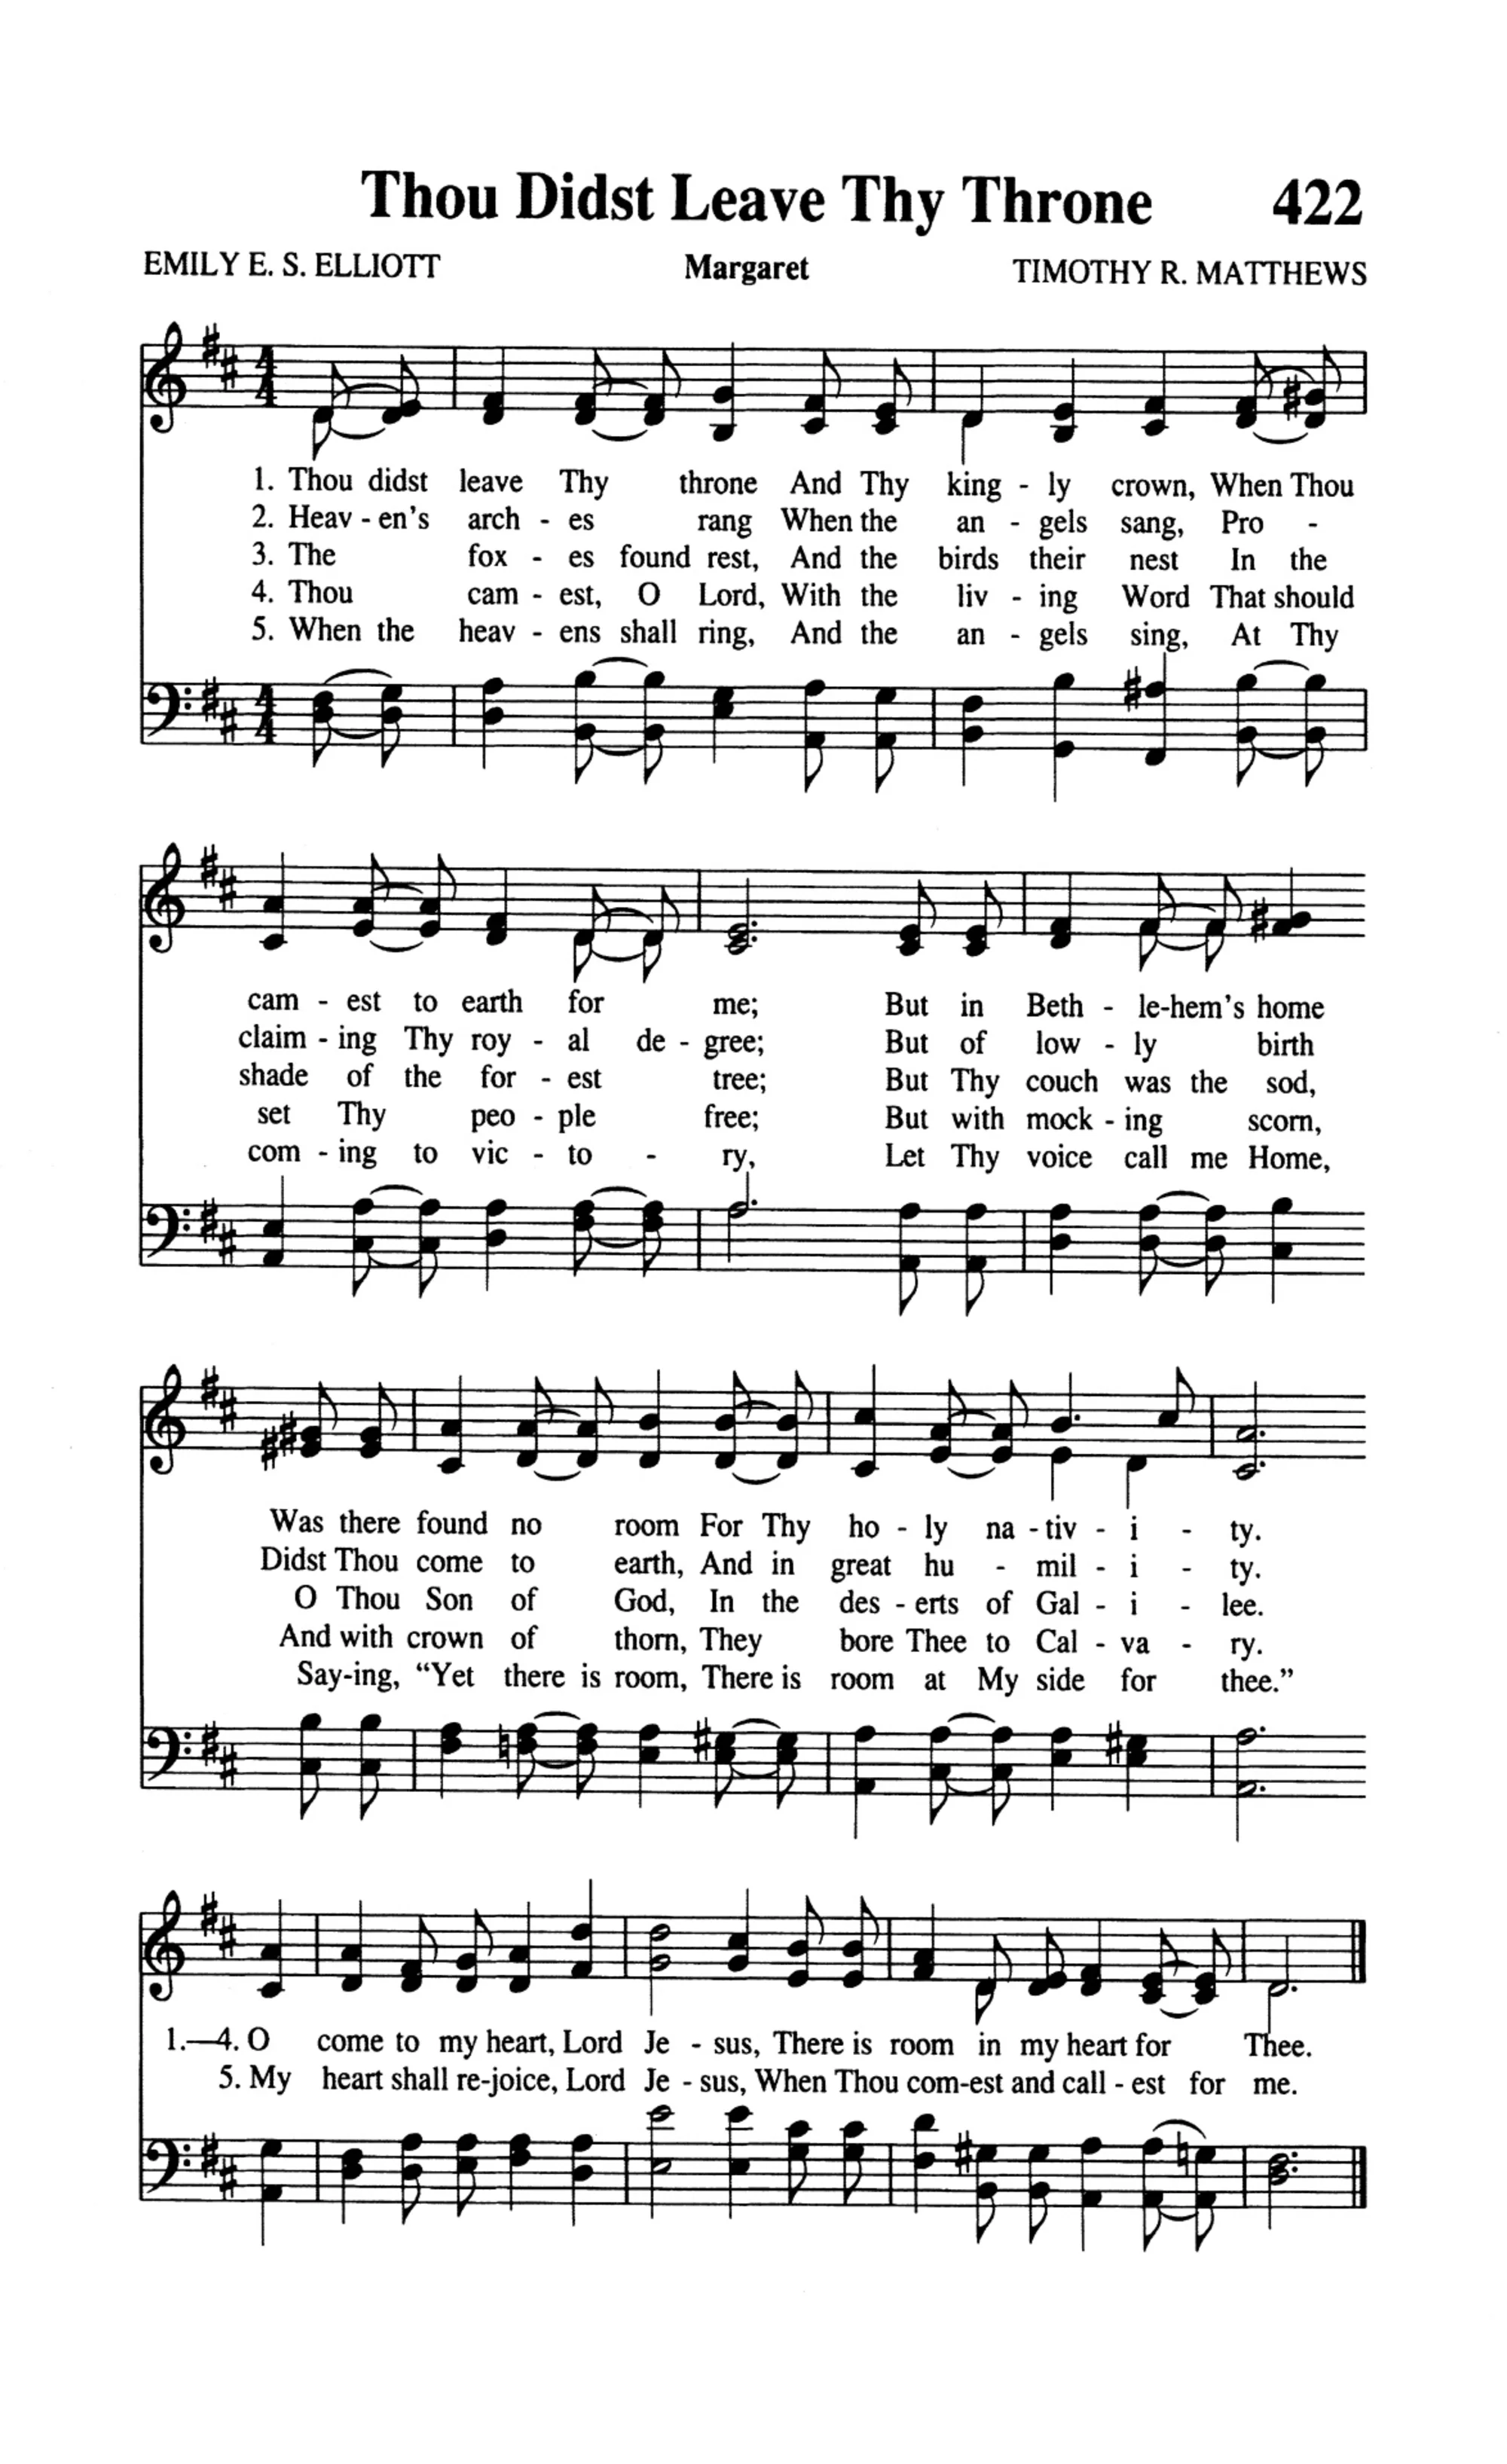 Thou Didst Leave Thy Throne 422
EMILY E. S. ELLIOTT Margaret TIMOTHY R. MATTHEWS
1. Thou didst leave Thy throne And Thy king - ly crown, When Thou
2. Heav - en's arch - es rang When the an - gels sang, Pro -
3. The fox - es found rest, And the birds their nest In the
4. Thou cam - est, O Lord, With the liv - ing Word That should
5. When the heav - ens shall ring, And the an - gels sing, At Thy
cam - est to earth for me; But in Beth - le-hem's home
claim - ing Thy roy - al de - gree; But of low - ly birth
shade of the for - est tree; But Thy couch was the sod,
set Thy peo - ple free; But with mock - ing scorn,
com - ing to vic - to - ry, Let Thy voice call me Home,
Was there found no room For Thy ho - ly na - tiv - i - ty.
Didst Thou come to earth, And in great hu - mil - i - ty.
O Thou Son of God, In the des - erts of Gal - i - lee.
And with crown of thorn, They bore Thee to Cal - va - ry.
Say-ing, “Yet there is room, There is room at My side for thee.”
1.—4. O come to my heart, Lord Je - sus, There is room in my heart for Thee.
5. My heart shall re-joice, Lord Je - sus, When Thou com-est and call - est for me.